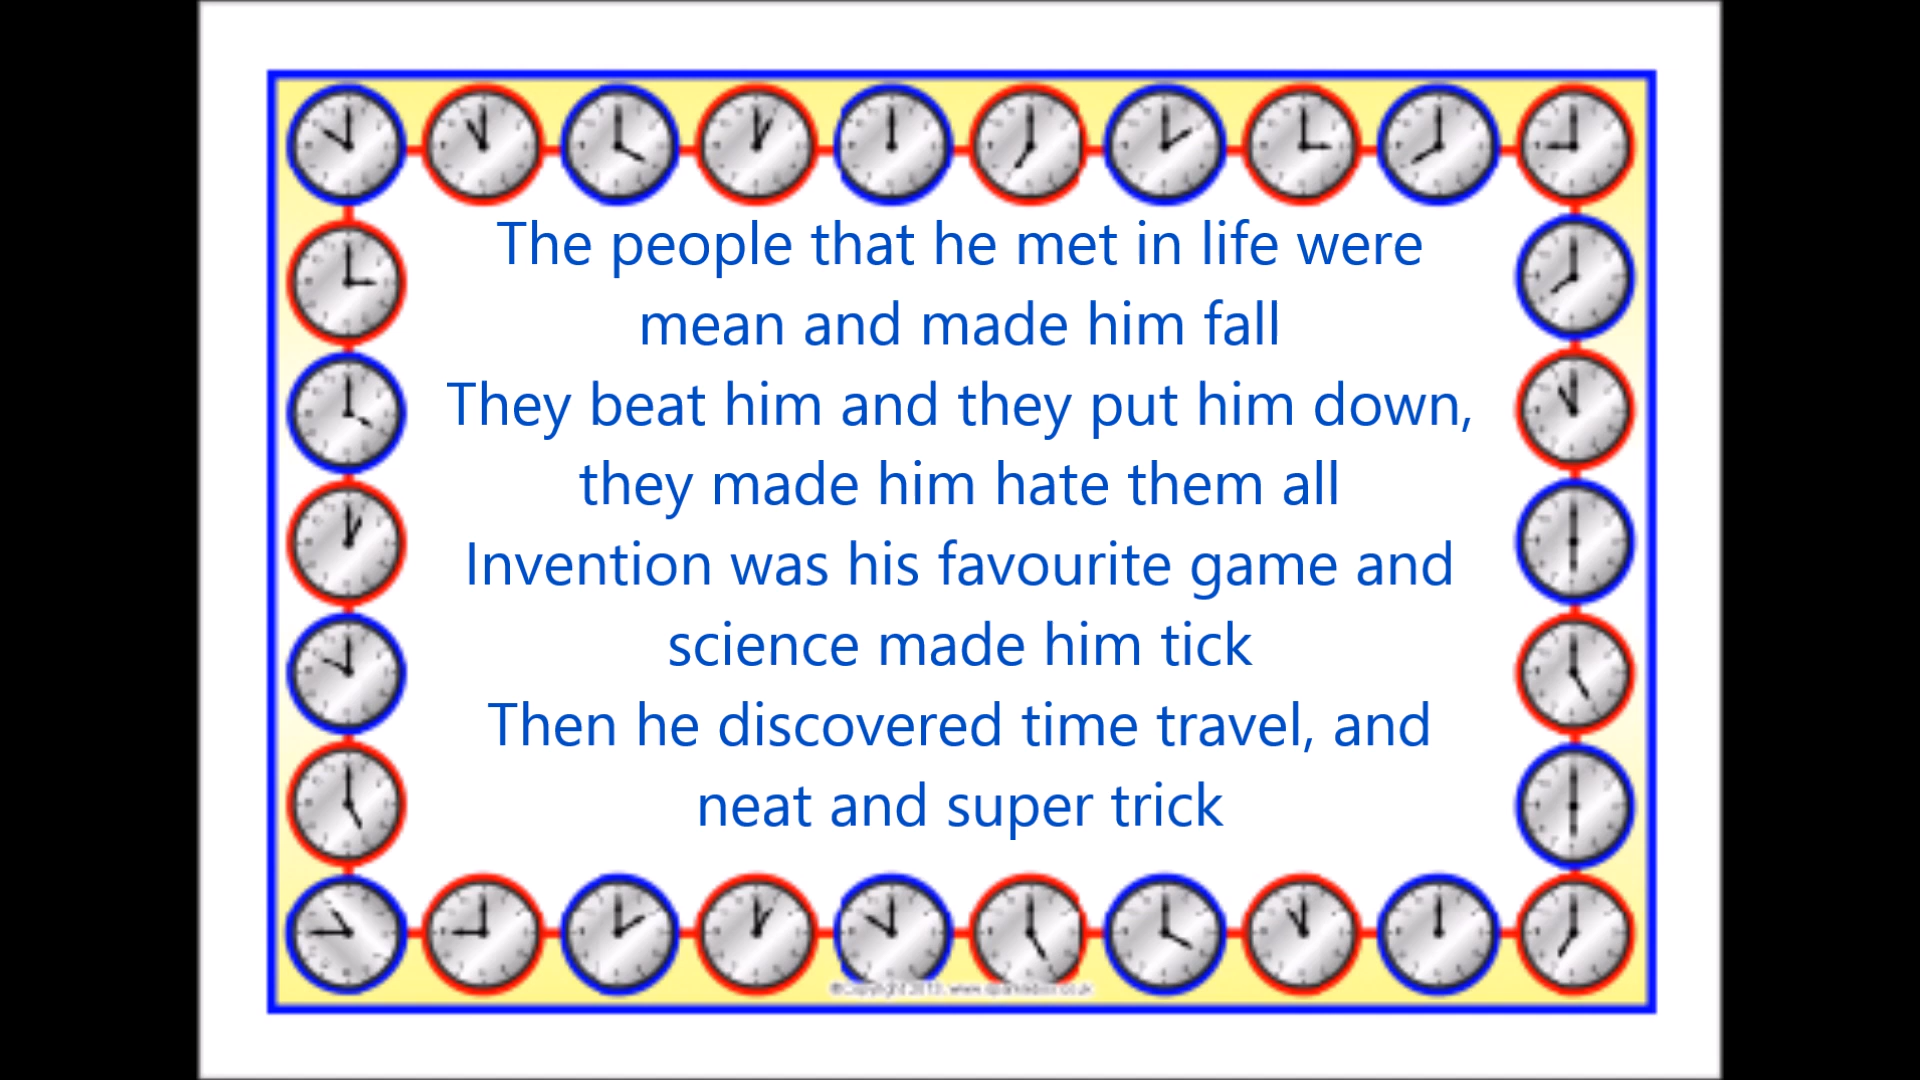 The people that he met in life were
mean and made him fall
They beat him and they put him down,
they made him hate them all
Invention was his favourite game and
science made him tick
Then he discovered time travel, and
neat and super trick